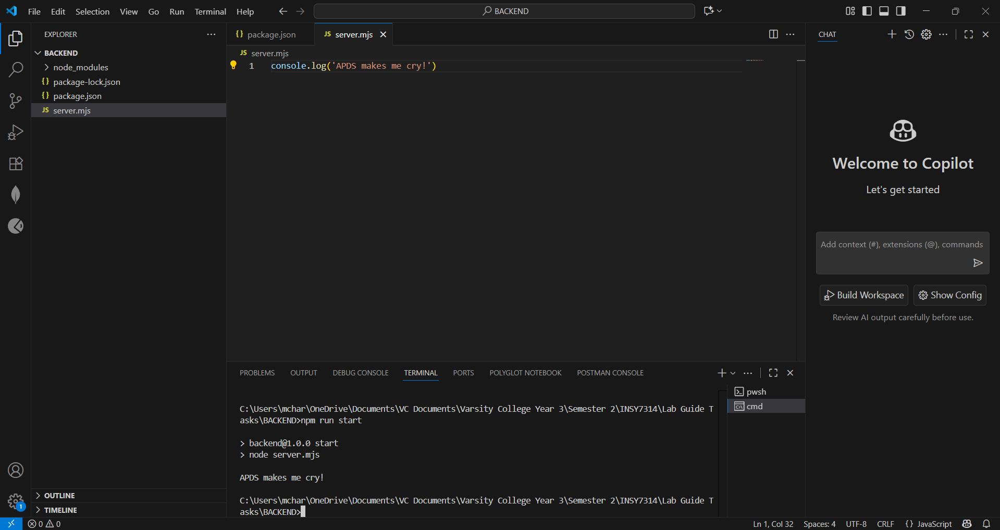 File Edit Selection View Go Run Terminal Help
BACKEND
EXPLORER
BACKEND
node_modules
{} package-lock.json
{} package.json
JS server.mjs
OUTLINE
TIMELINE
{} package.json
JS server.mjs
JS server.mjs
1 console.log('APDS makes me cry!')
PROBLEMS OUTPUT DEBUG CONSOLE TERMINAL PORTS POLYGLOT NOTEBOOK POSTMAN CONSOLE
C:\Users\mchar\OneDrive\Documents\VC Documents\Varsity College Year 3\Semester 2\INSY7314\Lab Guide T
asks\BACKEND>npm run start
> backend@1.0.0 start
> node server.mjs
APDS makes me cry!
C:\Users\mchar\OneDrive\Documents\VC Documents\Varsity College Year 3\Semester 2\INSY7314\Lab Guide T
asks\BACKEND>
pwsh
cmd
CHAT
Welcome to Copilot
Let's get started
Add context (#), extensions (@), commands
Build Workspace Show Config
Review AI output carefully before use.
1
0 0
Ln 1, Col 32 Spaces: 4 UTF-8 CRLF {} JavaScript